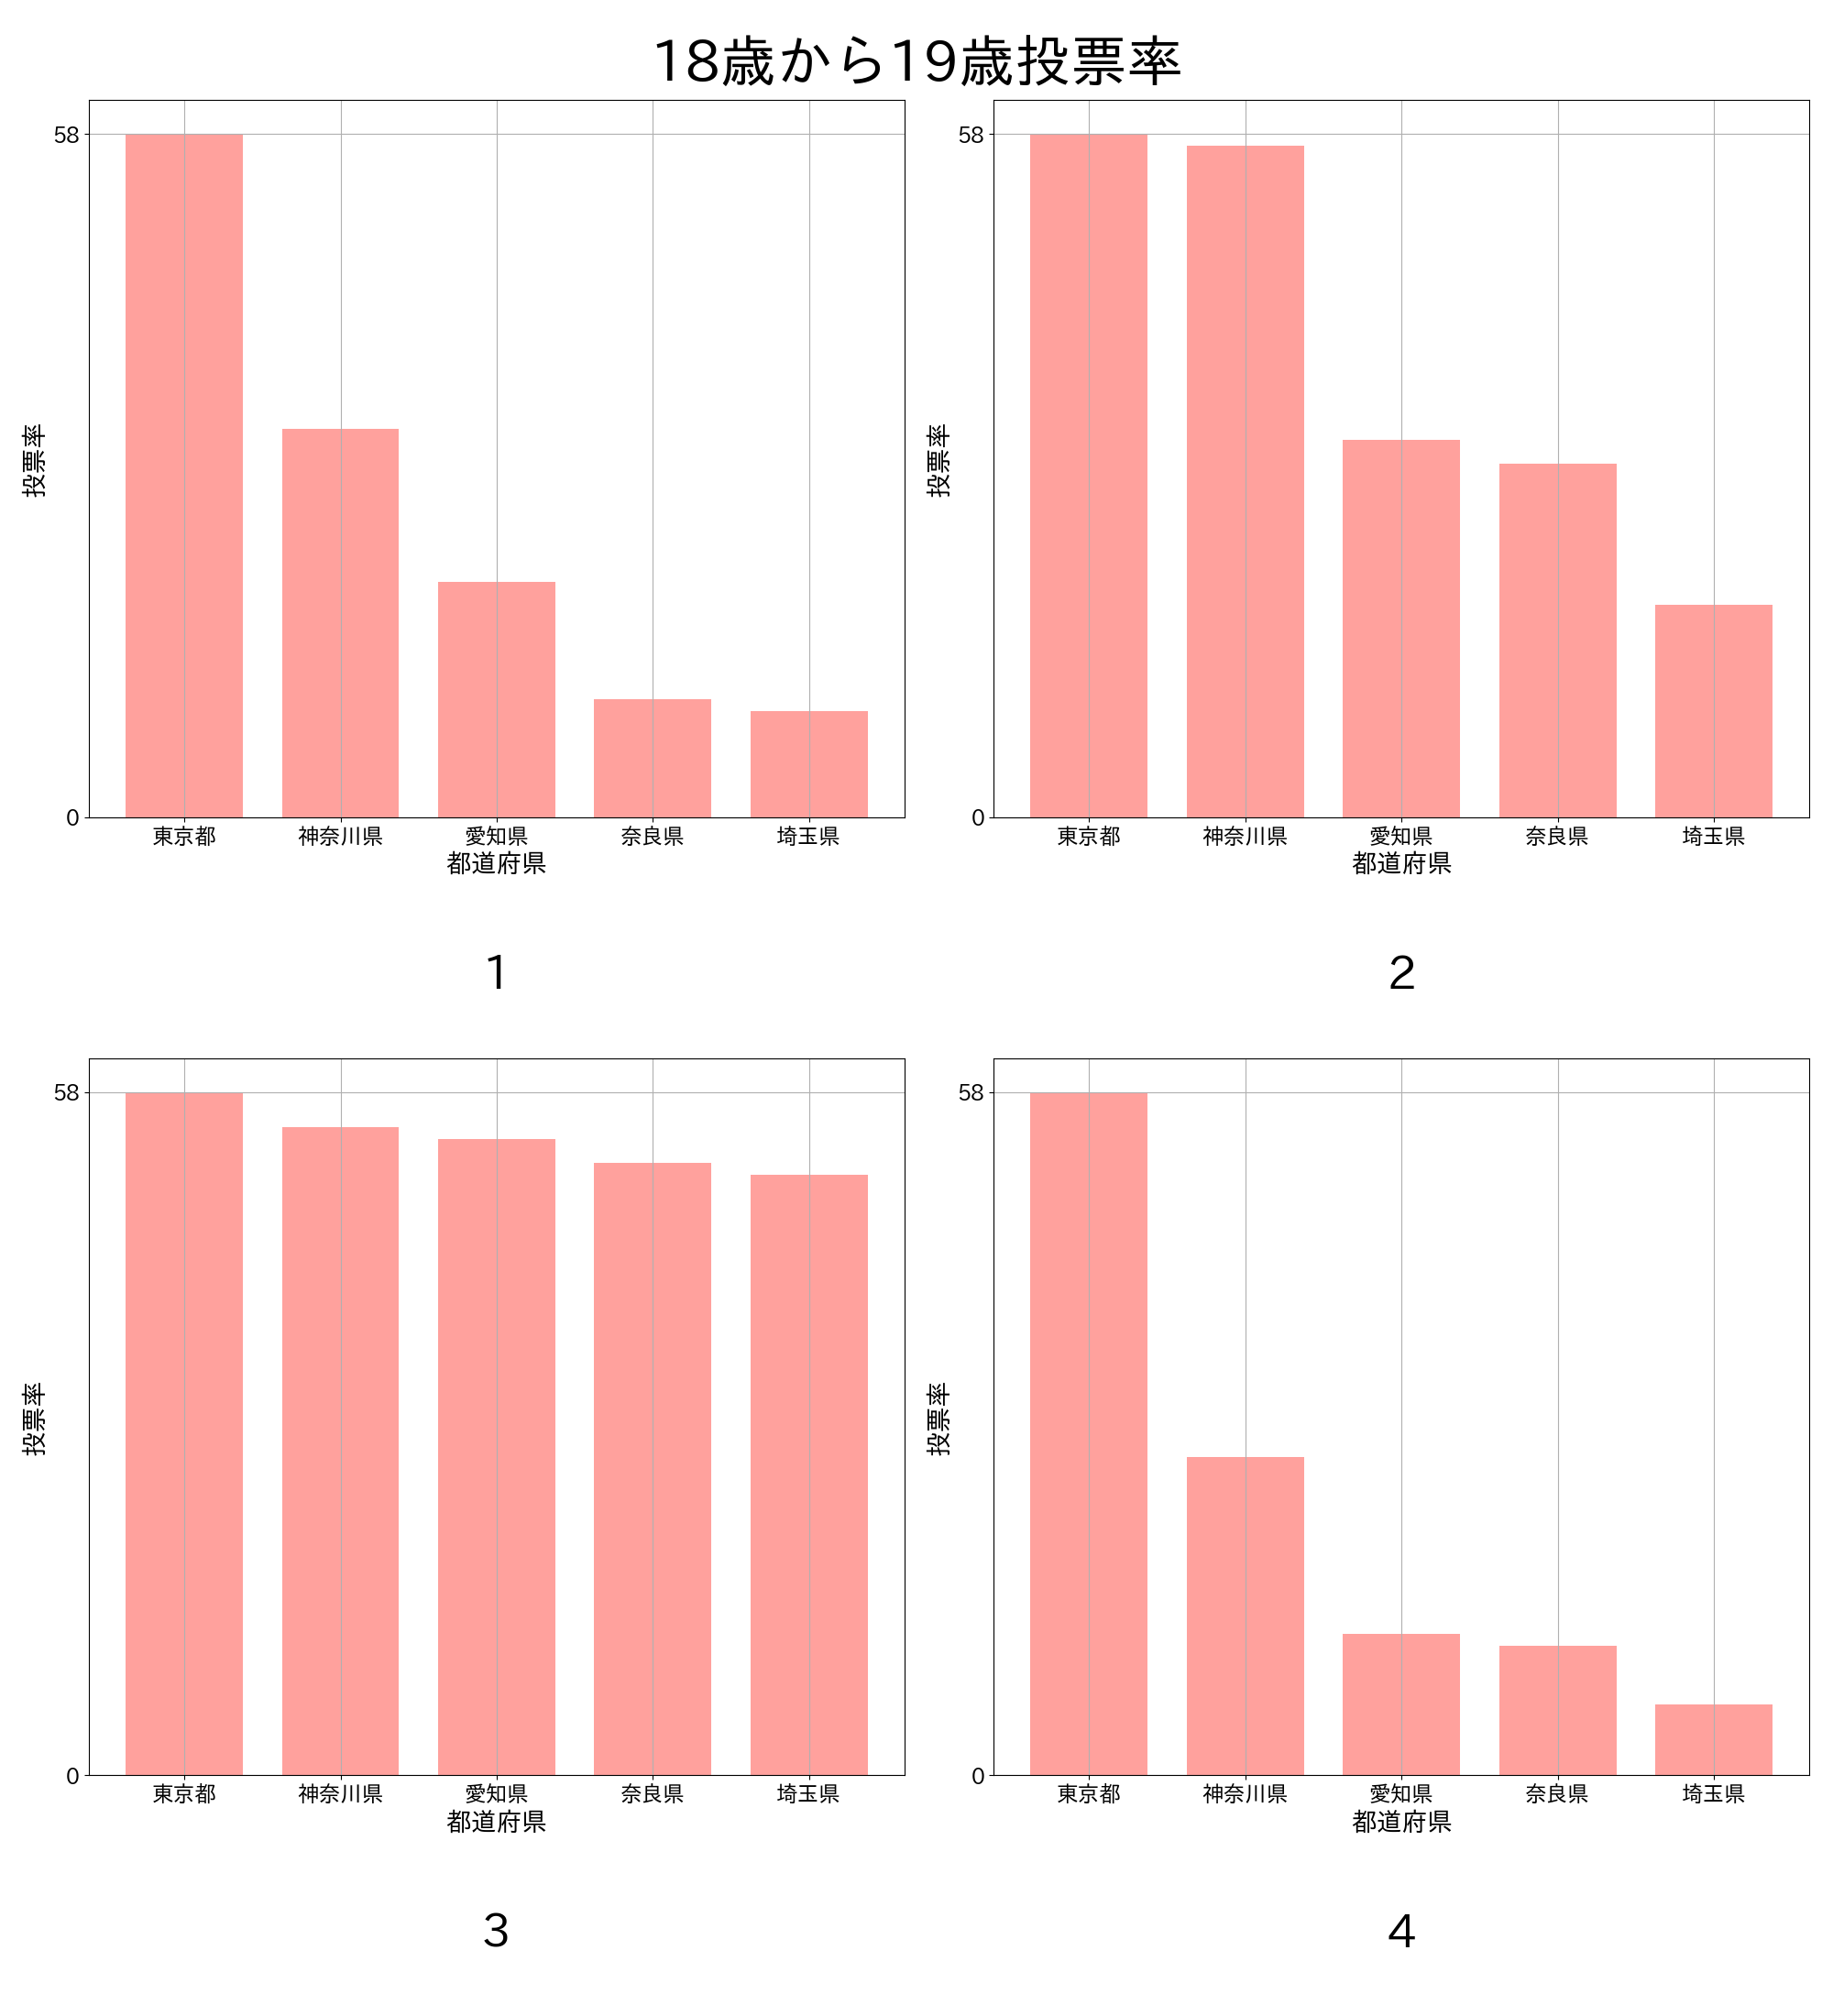 18歳から19歳投票率
58
0
投票率
東京都 神奈川県 愛知県 奈良県 埼玉県
都道府県
1
58
0
投票率
東京都 神奈川県 愛知県 奈良県 埼玉県
都道府県
2
58
0
投票率
東京都 神奈川県 愛知県 奈良県 埼玉県
都道府県
3
58
0
投票率
東京都 神奈川県 愛知県 奈良県 埼玉県
都道府県
4